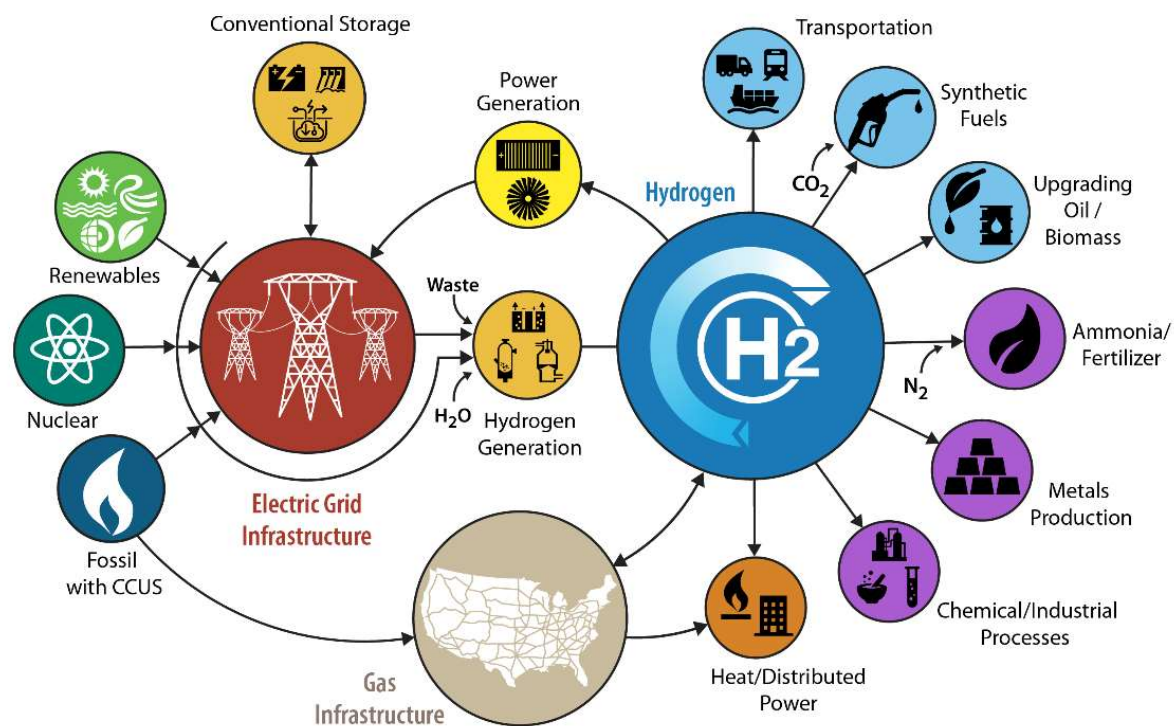 Conventional Storage
Transportation
Power
Generation
Synthetic
Fuels
CO2
Hydrogen
Upgrading
Oil /
Biomass
Renewables
Waste
H2
Ammonia/
Fertilizer
N2
Nuclear
H2O
Hydrogen
Generation
Electric Grid
Infrastructure
Metals
Production
Fossil
with CCUS
Chemical/Industrial
Processes
Heat/Distributed
Power
Gas
Infrastructure